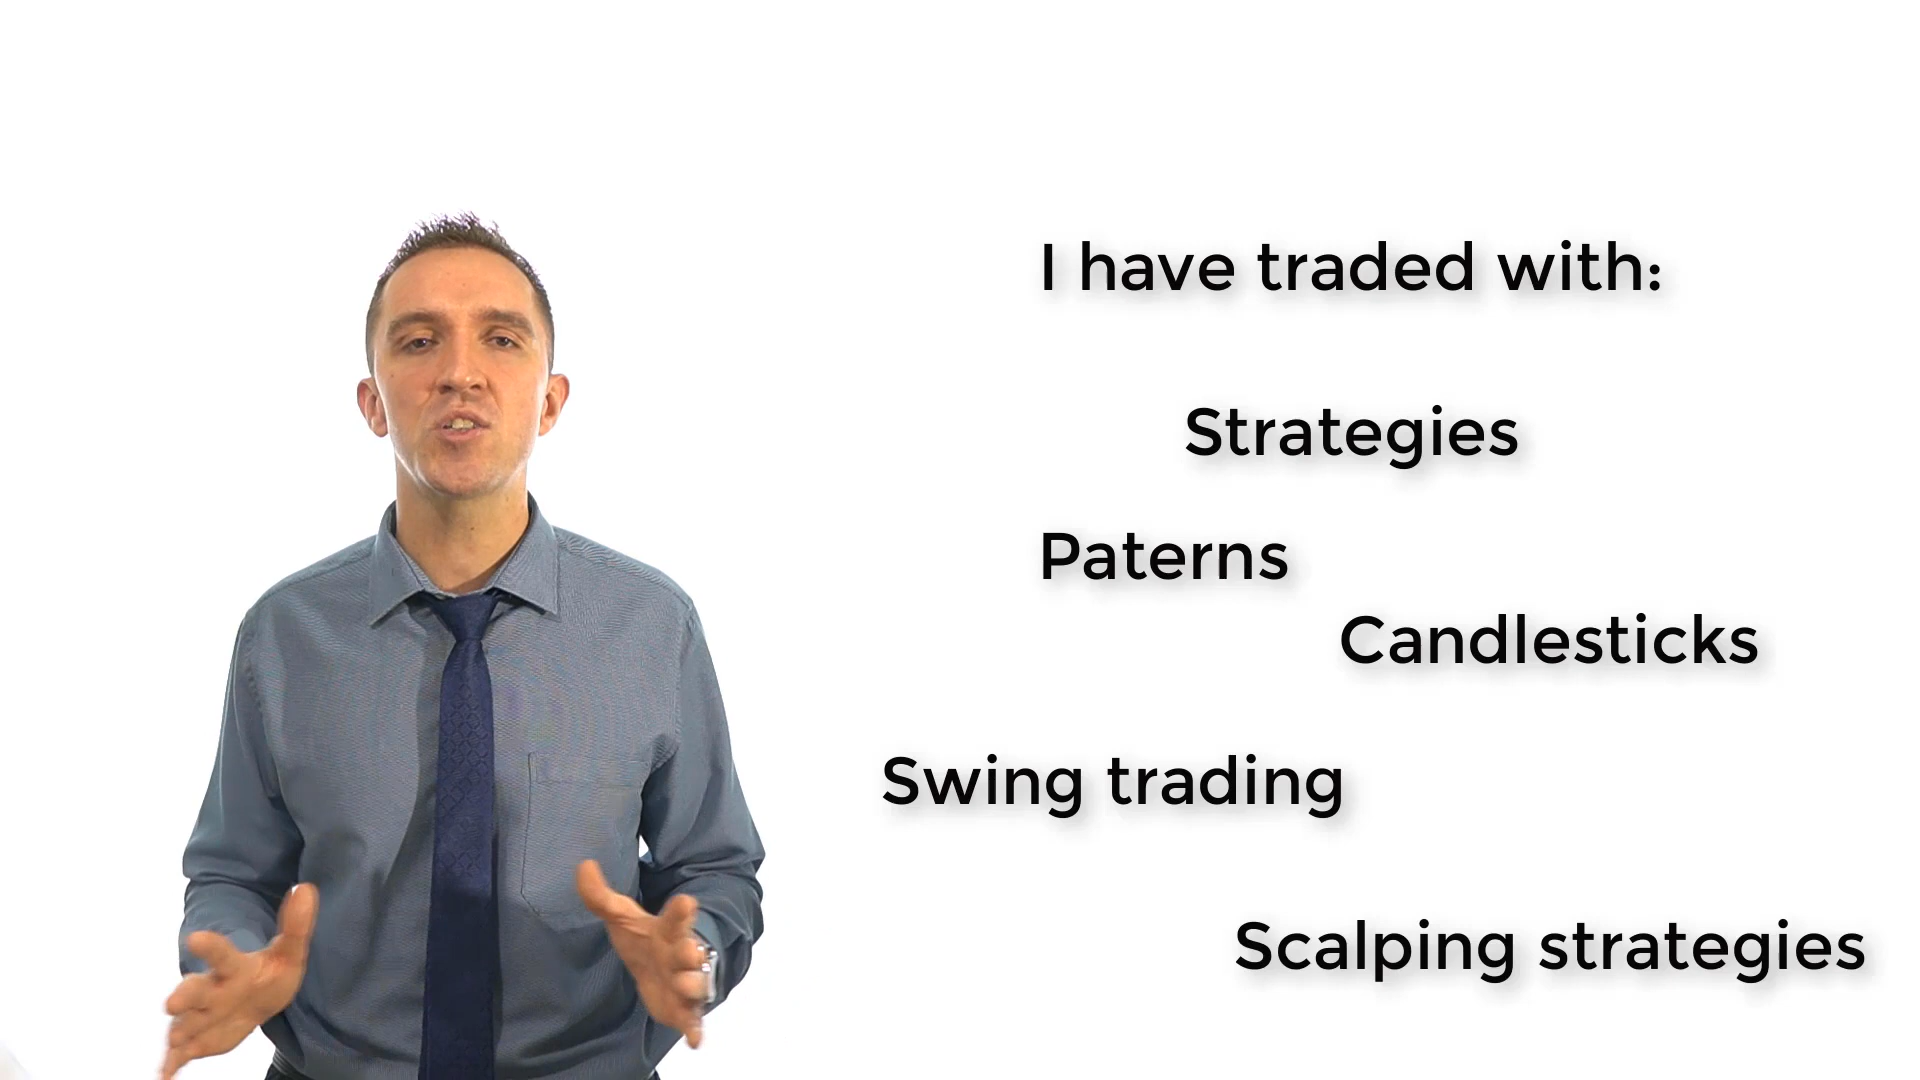 I have traded with:
Strategies
Paterns
Candlesticks
Swing trading
Scalping strategies